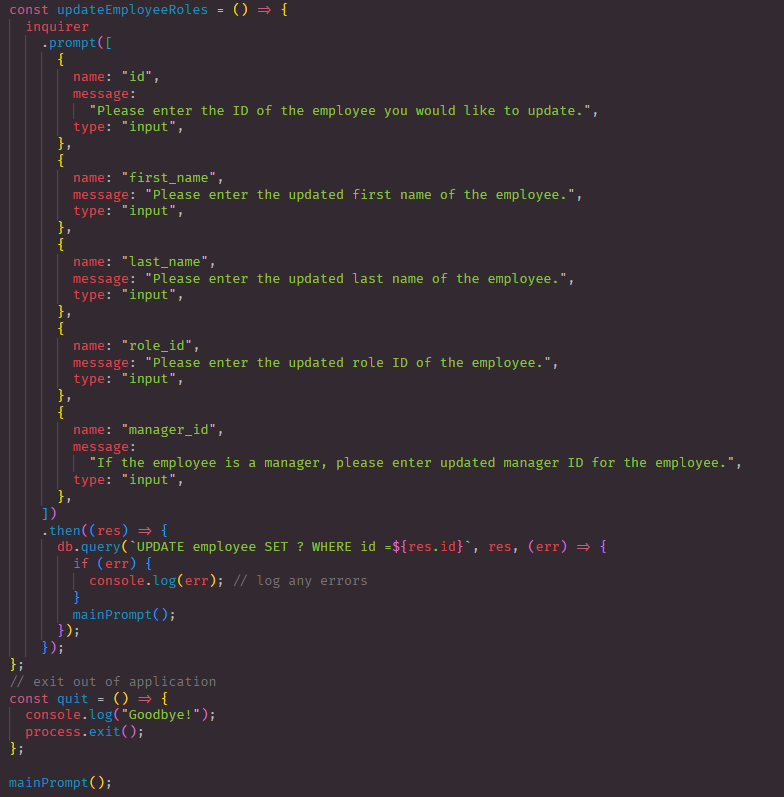 const updateEmployeeRoles = () => {
  inquirer
    .prompt([
      {
        name: "id",
        message:
          "Please enter the ID of the employee you would like to update.",
        type: "input",
      },
      {
        name: "first_name",
        message: "Please enter the updated first name of the employee.",
        type: "input",
      },
      {
        name: "last_name",
        message: "Please enter the updated last name of the employee.",
        type: "input",
      },
      {
        name: "role_id",
        message: "Please enter the updated role ID of the employee.",
        type: "input",
      },
      {
        name: "manager_id",
        message:
          "If the employee is a manager, please enter updated manager ID for the employee.",
        type: "input",
      },
    ])
    .then((res) => {
      db.query(`UPDATE employee SET ? WHERE id =${res.id}`, res, (err) => {
        if (err) {
          console.log(err); // log any errors
        }
        mainPrompt();
      });
    });
};
// exit out of application
const quit = () => {
  console.log("Goodbye!");
  process.exit();
};

mainPrompt();